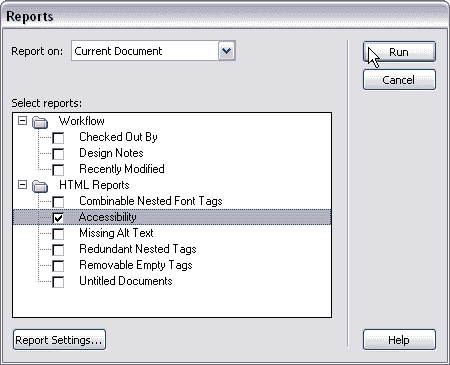 Reports
Report on: Current Document
Run
Cancel
Select reports:
Workflow
Checked Out By
Design Notes
Recently Modified
HTML Reports
Combinable Nested Font Tags
Accessibility
Missing Alt Text
Redundant Nested Tags
Removable Empty Tags
Untitled Documents
Report Settings...
Help